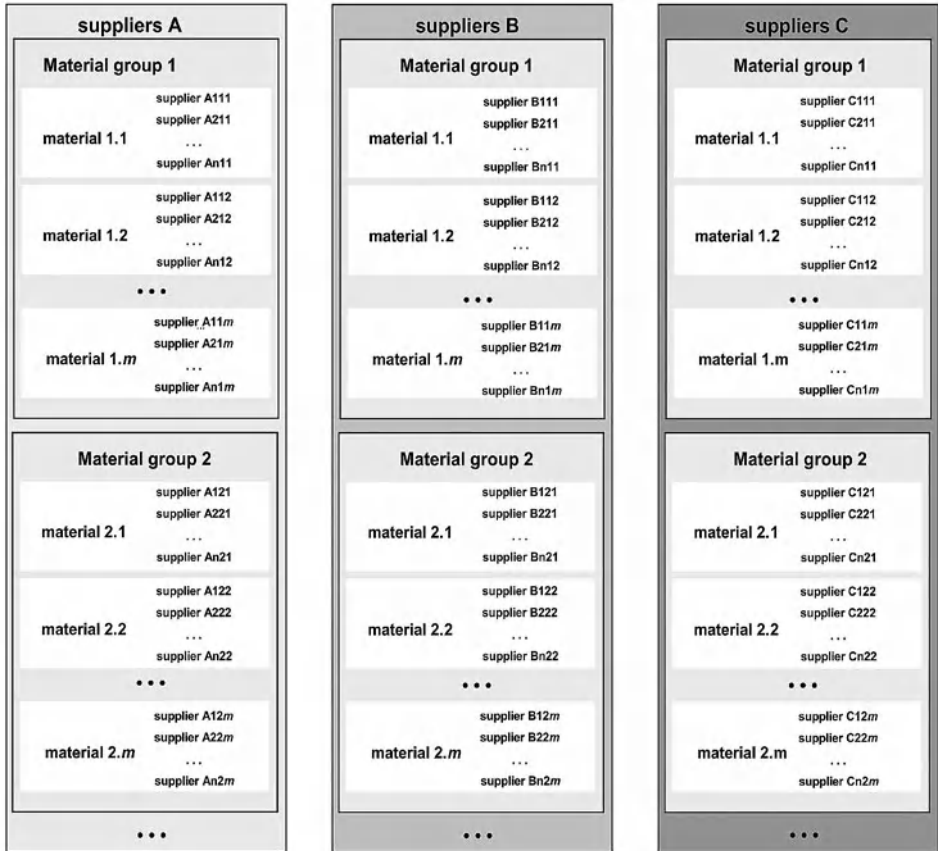 suppliers A
Material group 1
material 1.1
supplier A111
supplier A211
...
supplier An11
material 1.2
supplier A112
supplier A212
...
supplier An12
...
material 1.m
supplier A11m
supplier A21m
...
supplier An1m
Material group 2
material 2.1
supplier A121
supplier A221
...
supplier An21
material 2.2
supplier A122
supplier A222
...
supplier An22
...
material 2.m
supplier A12m
supplier A22m
...
supplier An2m
...
suppliers B
Material group 1
material 1.1
supplier B111
supplier B211
...
supplier Bn11
material 1.2
supplier B112
supplier B212
...
supplier Bn12
...
material 1.m
supplier B11m
supplier B21m
...
supplier Bn1m
Material group 2
material 2.1
supplier B121
supplier B221
...
supplier Bn21
material 2.2
supplier B122
supplier B222
...
supplier Bn22
...
material 2.m
supplier B12m
supplier B22m
...
supplier Bn2m
...
suppliers C
Material group 1
material 1.1
supplier C111
supplier C211
...
supplier Cn11
material 1.2
supplier C112
supplier C212
...
supplier Cn12
...
material 1.m
supplier C11m
supplier C21m
...
supplier Cn1m
Material group 2
material 2.1
supplier C121
supplier C221
...
supplier Cn21
material 2.2
supplier C122
supplier C222
...
supplier Cn22
...
material 2.m
supplier C12m
supplier C22m
...
supplier Cn2m
...